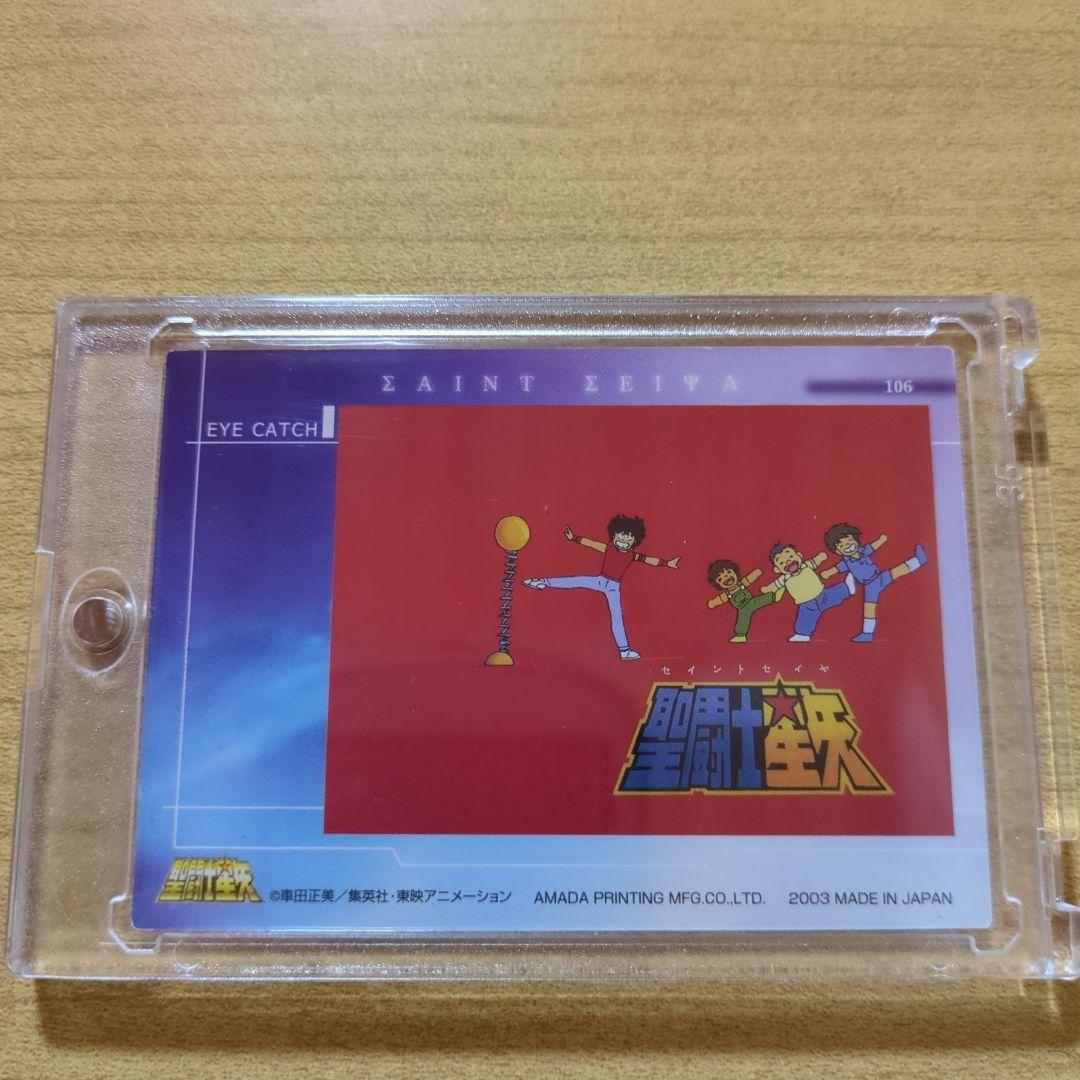 ΣAINT ΣEIΨA
106
EYE CATCH
セイントセイヤ
聖闘士星矢
聖闘士星矢
©車田正美／集英社・東映アニメーション AMADA PRINTING MFG.CO.,LTD. 2003 MADE IN JAPAN
35